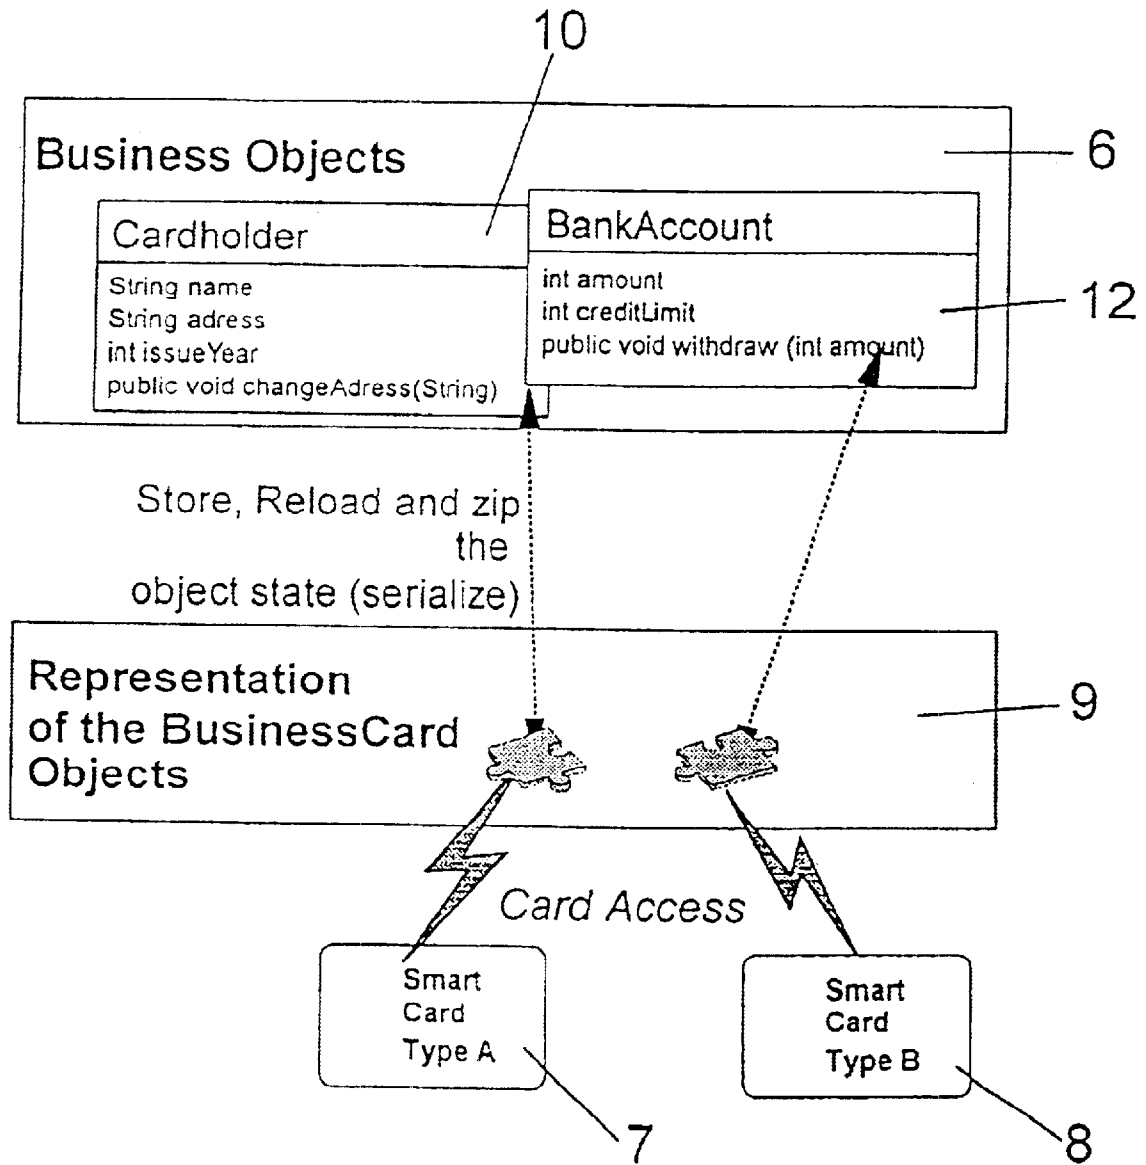 10
Business Objects
6
Cardholder
String name
String adress
int issueYear
public void changeAdress(String)
BankAccount
int amount
int creditLimit
public void withdraw (int amount)
12
Store, Reload and zip
the
object state (serialize)
Representation
of the BusinessCard
Objects
9
Card Access
Smart
Card
Type A
7
Smart
Card
Type B
8